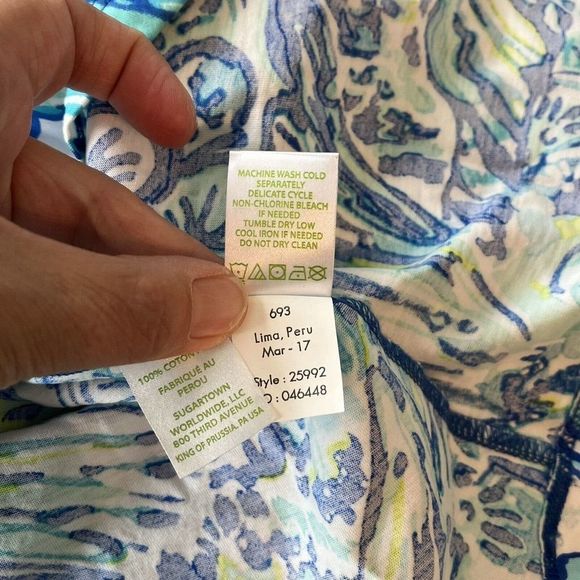 MACHINE WASH COLD
SEPARATELY
DELICATE CYCLE
NON-CHLORINE BLEACH
IF NEEDED
TUMBLE DRY LOW
COOL IRON IF NEEDED
DO NOT DRY CLEAN
693
Lima, Peru
Mar - 17
Style : 25992
: 046448
100% COTTON
FABRIQUÉ AU
PEROU
SUGARTOWN
WORLDWIDE, LLC
800 THIRD AVENUE
KING OF PRUSSIA, PA USA